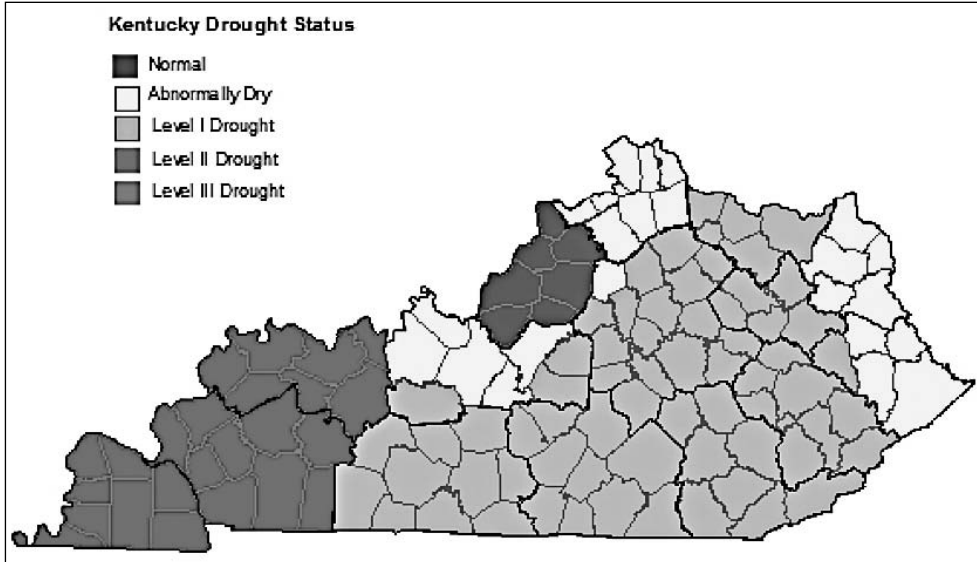 Kentucky Drought Status
Normal
Abnormally Dry
Level I Drought
Level II Drought
Level III Drought